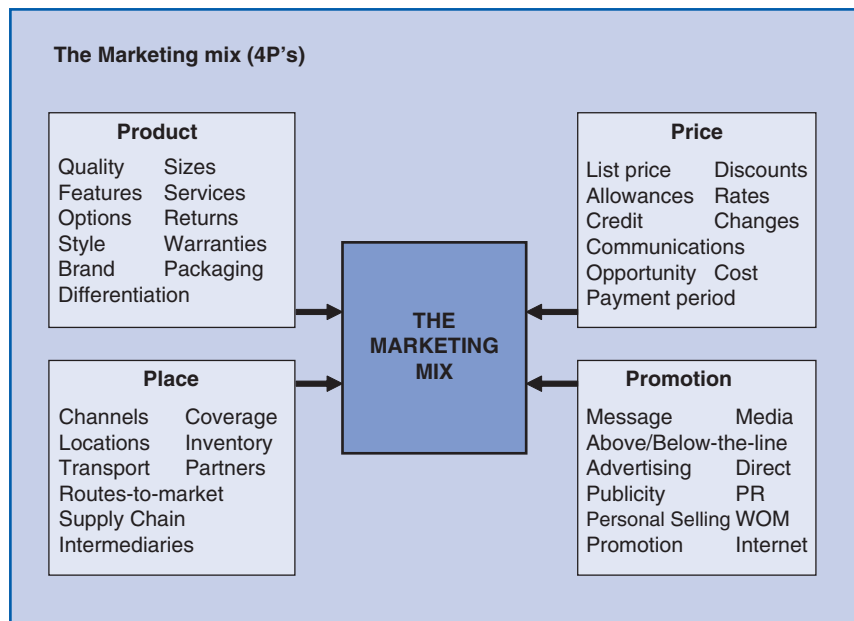 The Marketing mix (4P's)
Product
Quality Sizes
Features Services
Options Returns
Style Warranties
Brand Packaging
Differentiation
Price
List price Discounts
Allowances Rates
Credit Changes
Communications
Opportunity Cost
Payment period
THE
MARKETING
MIX
Place
Channels Coverage
Locations Inventory
Transport Partners
Routes-to-market
Supply Chain
Intermediaries
Promotion
Message Media
Above/Below-the-line
Advertising Direct
Publicity PR
Personal Selling WOM
Promotion Internet